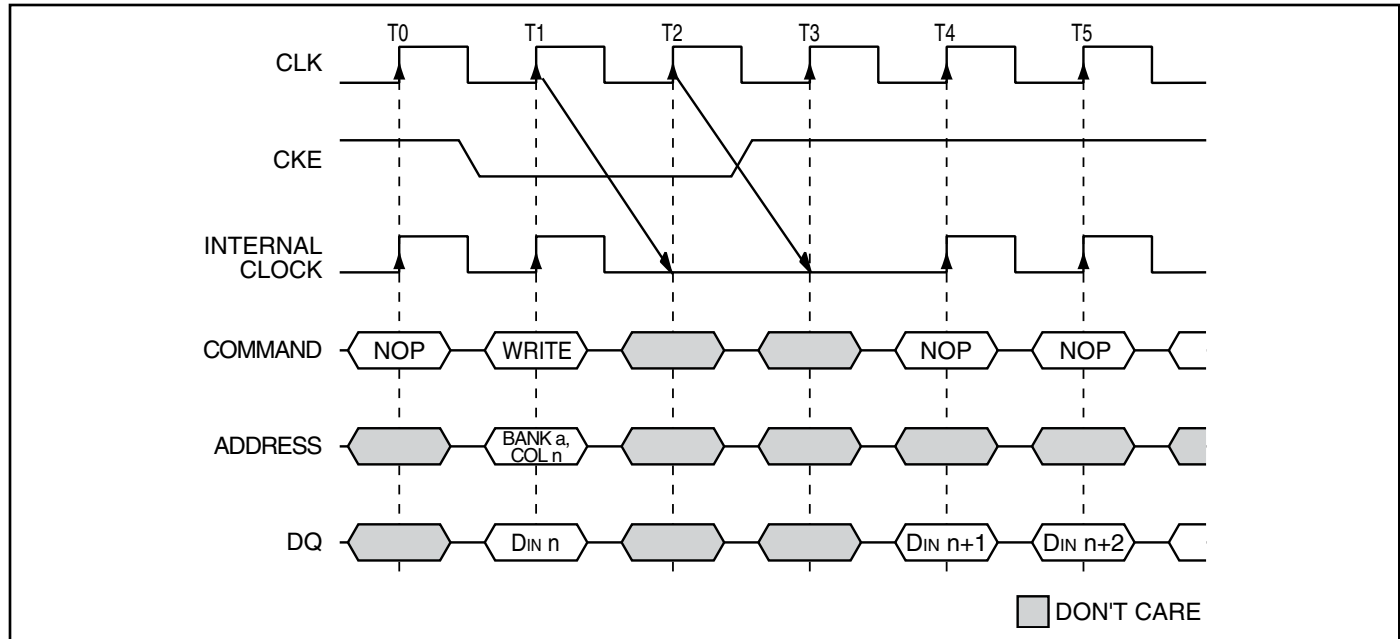 T0 T1 T2 T3 T4 T5
CLK
CKE
INTERNAL
CLOCK
COMMAND NOP WRITE NOP NOP
ADDRESS BANK a,
COL n
DQ DIN n DIN n+1 DIN n+2
DON'T CARE